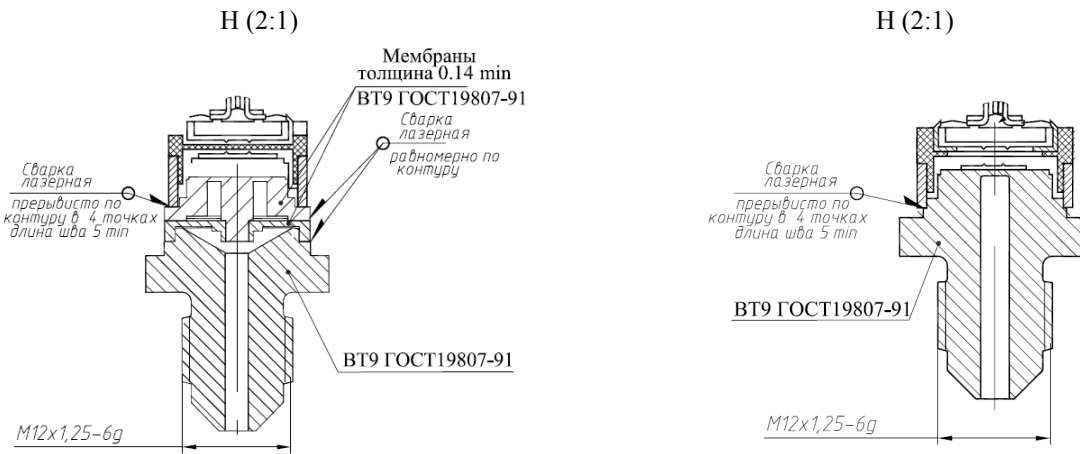 Н (2:1)
Мембраны
толщина 0.14 min
ВТ9 ГОСТ19807-91
Сварка
лазерная
равномерно по
контуру
Сварка
лазерная
прерывисто по
контуру в 4 точках
длина шва 5 min
ВТ9 ГОСТ19807-91
М12х1,25-6g
Н (2:1)
Сварка
лазерная
прерывисто по
контуру в 4 точках
длина шва 5 min
ВТ9 ГОСТ19807-91
М12х1,25-6g